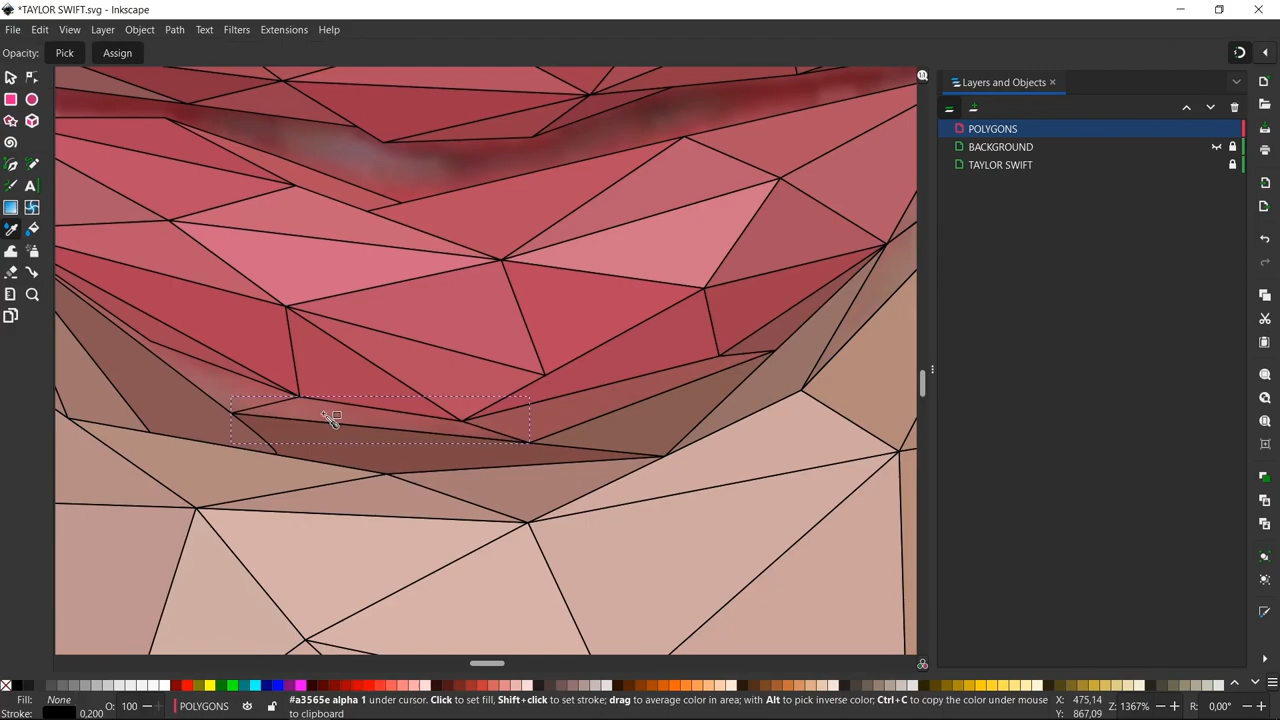 *TAYLOR SWIFT.svg - Inkscape
File Edit View Layer Object Path Text Filters Extensions Help
Opacity: Pick Assign
Layers and Objects
POLYGONS
BACKGROUND
TAYLOR SWIFT
Fill: None
Stroke: 0,200
O: 100
POLYGONS
#a3565e alpha 1 under cursor. Click to set fill, Shift+click to set stroke; drag to average color in area; with Alt to pick inverse color; Ctrl+C to copy the color under mouse
to clipboard
X: 475,14
Y: 867,09
Z: 1367%
R: 0,00°